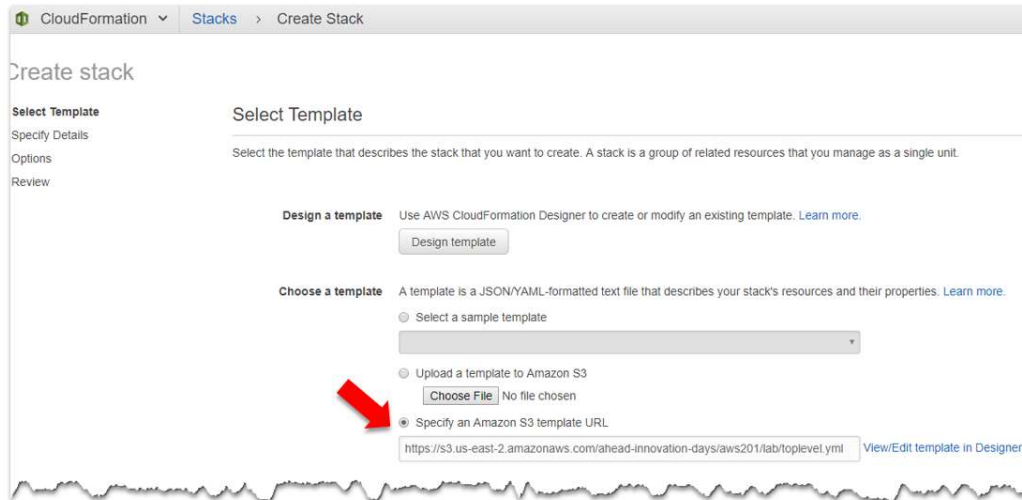 CloudFormation Stacks > Create Stack
Create stack
Select Template
Specify Details
Options
Review
Select Template
Select the template that describes the stack that you want to create. A stack is a group of related resources that you manage as a single unit.
Design a template Use AWS CloudFormation Designer to create or modify an existing template. Learn more.
Design template
Choose a template A template is a JSON/YAML-formatted text file that describes your stack's resources and their properties. Learn more.
Select a sample template
Upload a template to Amazon S3
Choose File No file chosen
Specify an Amazon S3 template URL
https://s3.us-east-2.amazonaws.com/ahead-innovation-days/aws201/lab/toplevel.yml View/Edit template in Designer